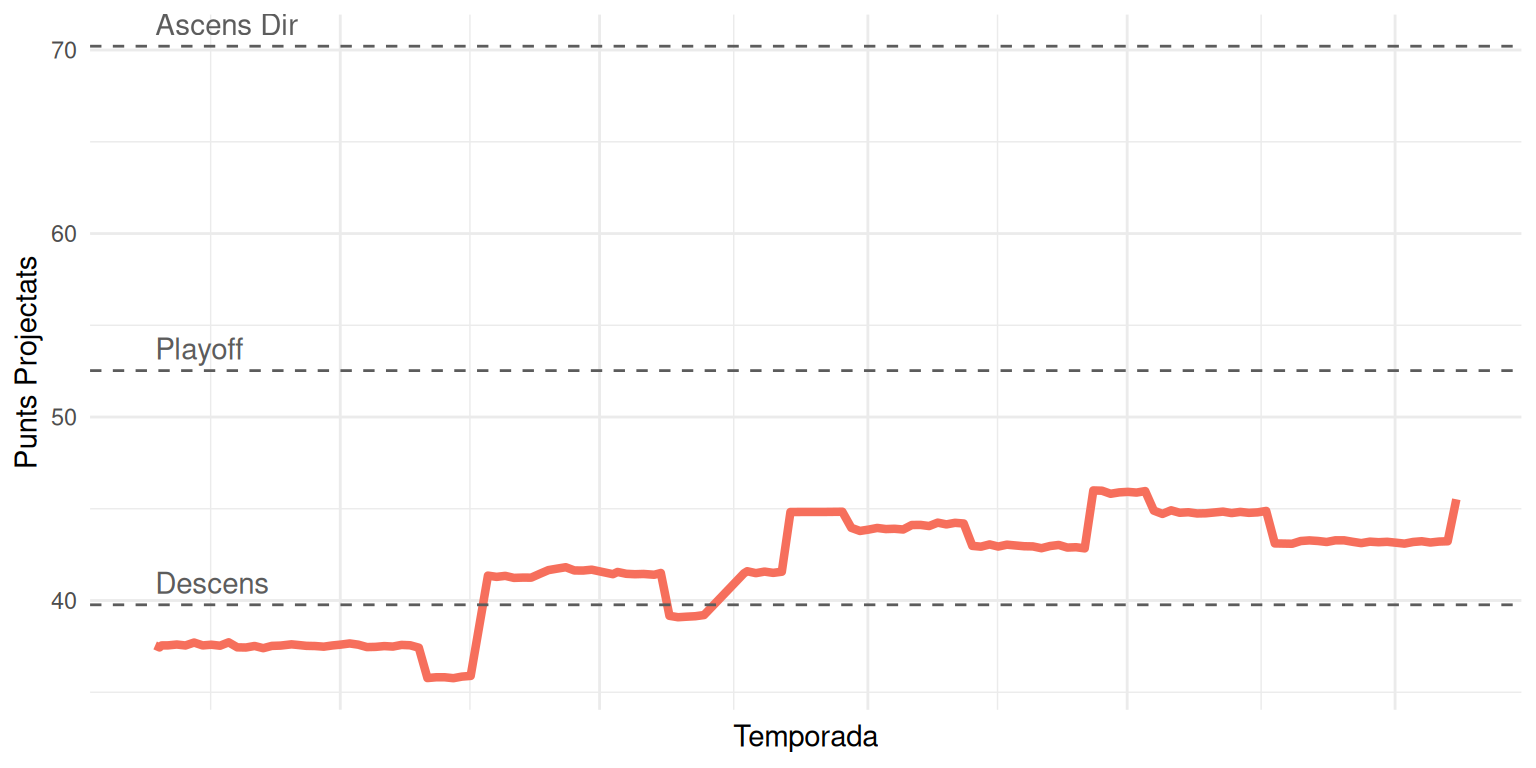 Ascens Dir
70
60
Playoff
50
Descens
40
Punts Projectats
Temporada